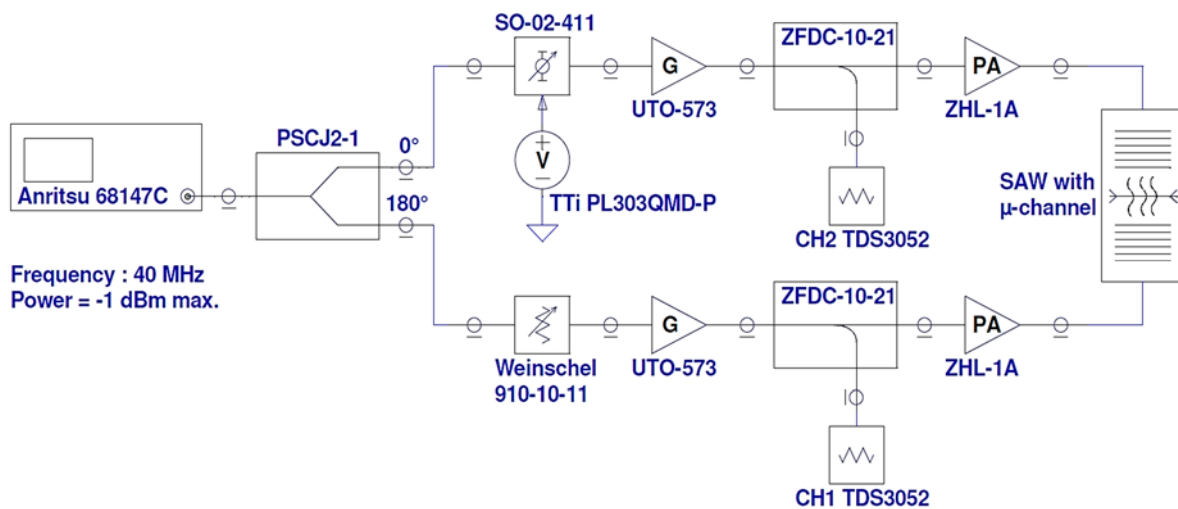 SO-02-411
G
UTO-573
ZFDC-10-21
PA
ZHL-1A
PSCJ2-1
0°
180°
Anritsu 68147C
+
V
TTi PL303QMD-P
CH2 TDS3052
SAW with
µ-channel
Frequency : 40 MHz
Power = -1 dBm max.
Weinschel
910-10-11
G
UTO-573
ZFDC-10-21
PA
ZHL-1A
CH1 TDS3052